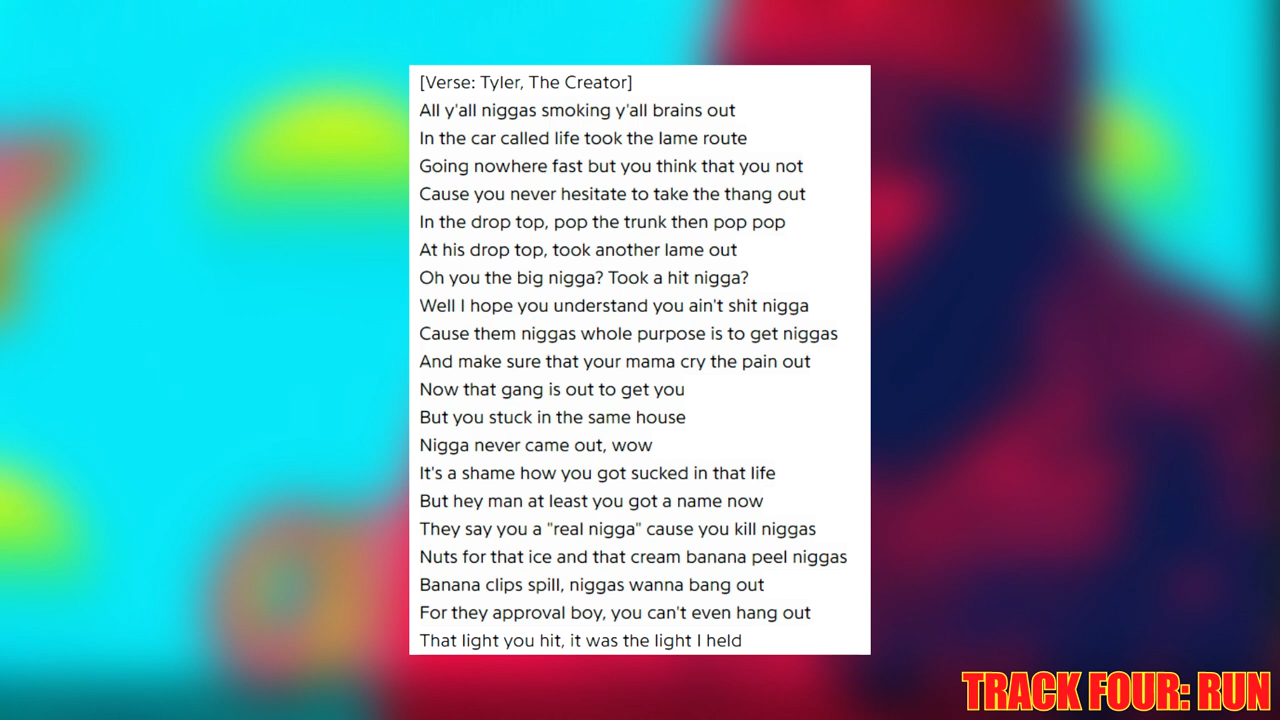 [Verse: Tyler, The Creator]
All y'all niggas smoking y'all brains out
In the car called life took the lame route
Going nowhere fast but you think that you not
Cause you never hesitate to take the thang out
In the drop top, pop the trunk then pop pop
At his drop top, took another lame out
Oh you the big nigga? Took a hit nigga?
Well I hope you understand you ain't shit nigga
Cause them niggas whole purpose is to get niggas
And make sure that your mama cry the pain out
Now that gang is out to get you
But you stuck in the same house
Nigga never came out, wow
It's a shame how you got sucked in that life
But hey man at least you got a name now
They say you a "real nigga" cause you kill niggas
Nuts for that ice and that cream banana peel niggas
Banana clips spill, niggas wanna bang out
For they approval boy, you can't even hang out
That light you hit, it was the light I held
TRACK FOUR: RUN